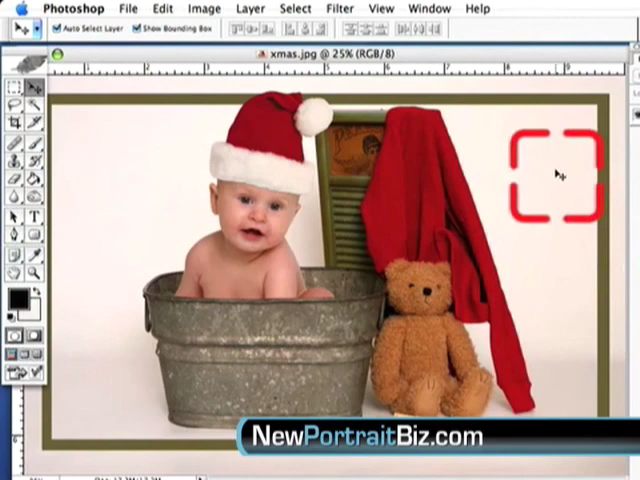 Photoshop File Edit Image Layer Select Filter View Window Help
Auto Select Layer Show Bounding Box
xmas.jpg @ 25% (RGB/8)
NewPortraitBiz.com